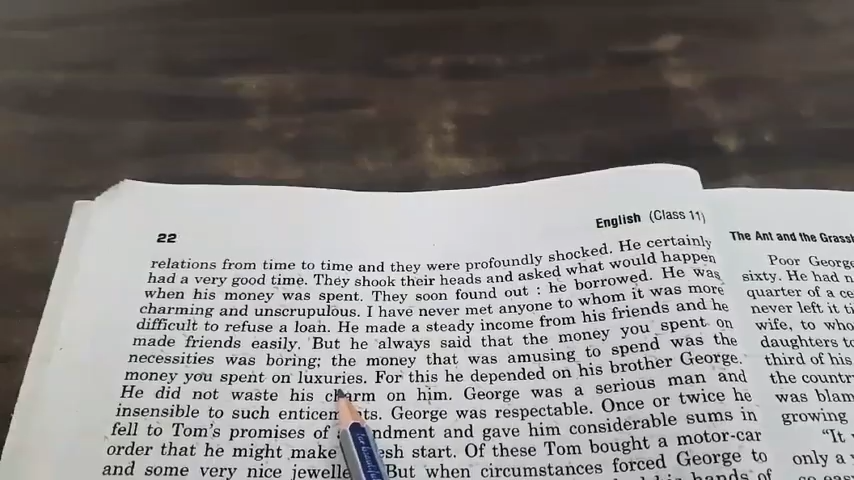 22
English (Class 11)
relations from time to time and they were profoundly shocked. He certainly
had a very good time. They shook their heads and asked what would happen
when his money was spent. They soon found out : he borrowed. He was
charming and unscrupulous. I have never met anyone to whom it was more
difficult to refuse a loan. He made a steady income from his friends and he
made friends easily. But he always said that the money you spent on
necessities was boring; the money that was amusing to spend was the
money you spent on luxuries. For this he depended on his brother George.
He did not waste his charm on him. George was a serious man and
insensible to such enticements. George was respectable. Once or twice he
fell to Tom's promises of and gave him considerable sums in
order that he might make start. Of these Tom bought a motor-car
and some very nice But when circumstances forced George to
hands of
The Ant and the
Poor George
sixty. He had
quarter of a
never left it
wife, to
daughters
third of his
the
was
growing
"It
only a